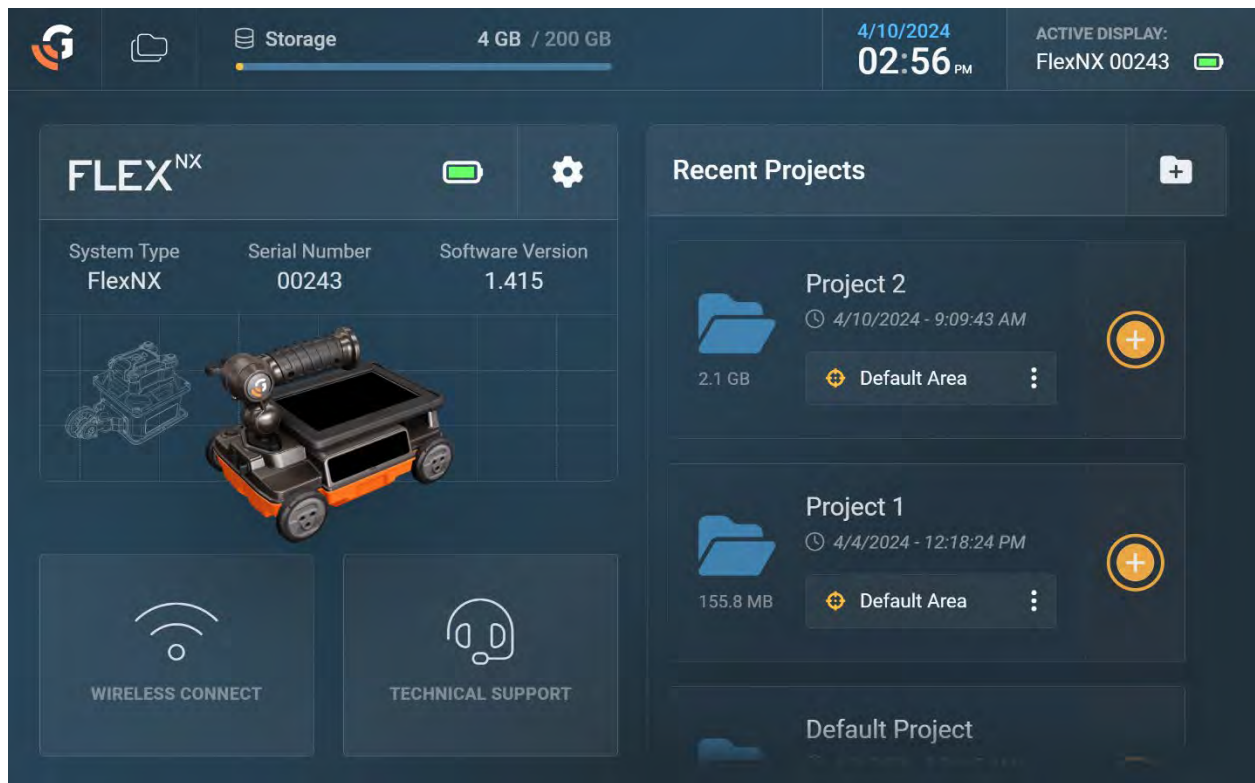 Storage 4 GB / 200 GB
4/10/2024
02:56 PM
ACTIVE DISPLAY:
FlexNX 00243
FLEX NX
System Type Serial Number Software Version
FlexNX 00243 1.415
WIRELESS CONNECT
TECHNICAL SUPPORT
Recent Projects
Project 2
4/10/2024 - 9:09:43 AM
2.1 GB
Default Area
Project 1
4/4/2024 - 12:18:24 PM
155.8 MB
Default Area
Default Project